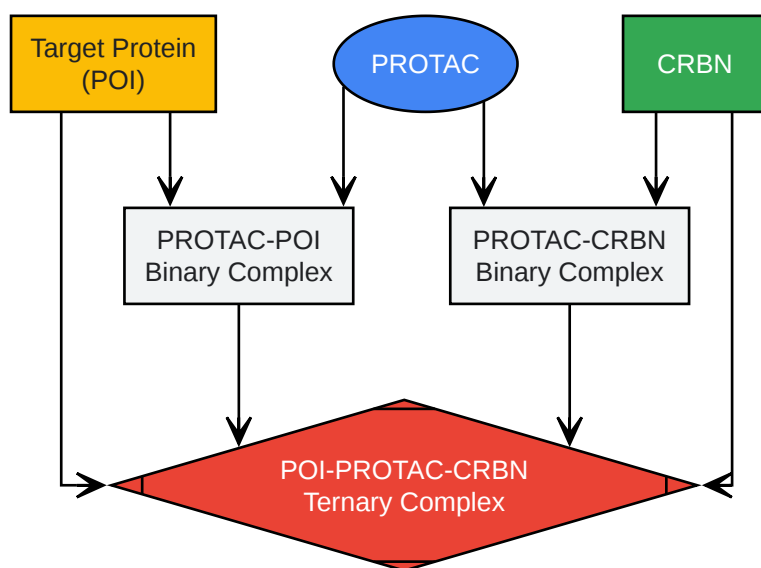 Target Protein
(POI)
PROTAC
CRBN
PROTAC-POI
Binary Complex
PROTAC-CRBN
Binary Complex
POI-PROTAC-CRBN
Ternary Complex